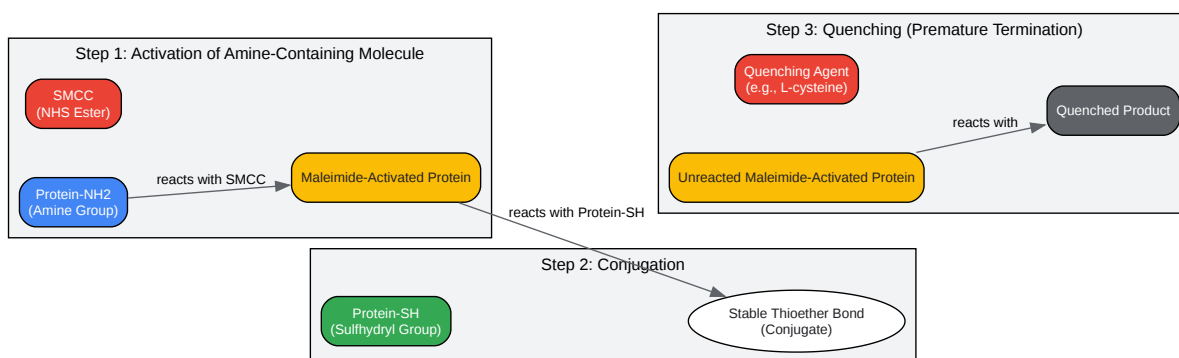 Step 1: Activation of Amine-Containing Molecule
SMCC
(NHS Ester)
Protein-NH2
(Amine Group)
reacts with SMCC
Maleimide-Activated Protein
reacts with Protein-SH
Step 2: Conjugation
Protein-SH
(Sulfhydryl Group)
Stable Thioether Bond
(Conjugate)
Step 3: Quenching (Premature Termination)
Quenching Agent
(e.g., L-cysteine)
Unreacted Maleimide-Activated Protein
reacts with
Quenched Product